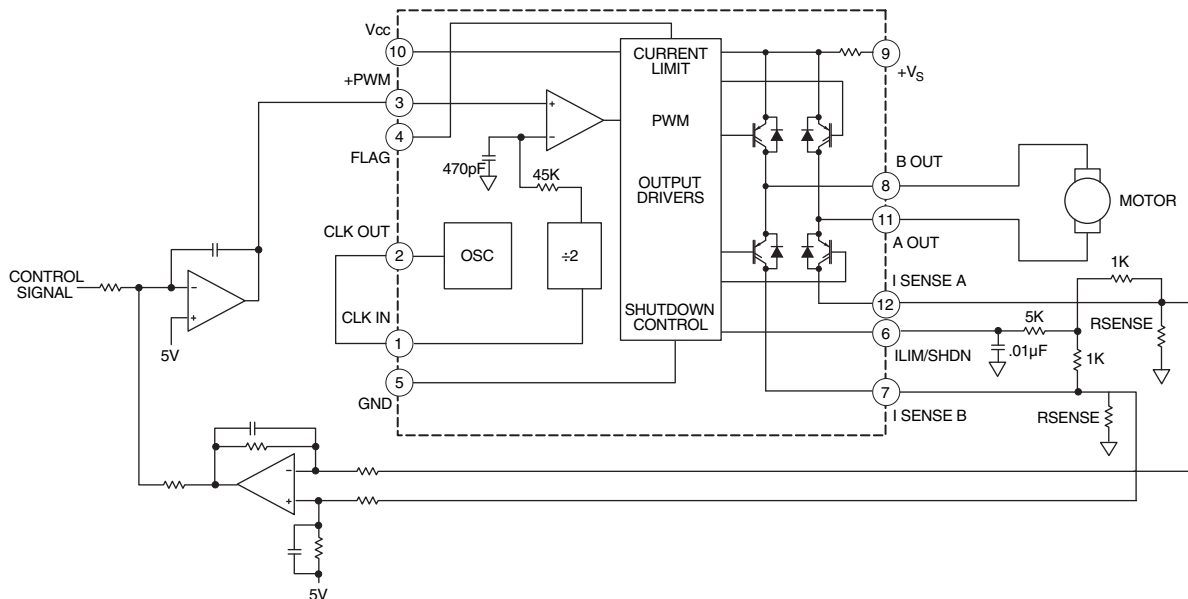 Vcc
10
+PWM
3
4
FLAG
470pF
45K
CLK OUT
2
OSC
÷2
CLK IN
1
5
GND
CURRENT
LIMIT
PWM
OUTPUT
DRIVERS
SHUTDOWN
CONTROL
9
+VS
B OUT
8
MOTOR
11
A OUT
I SENSE A
12
1K
5K
RSENSE
6
.01µF
ILIM/SHDN
1K
7
I SENSE B
RSENSE
CONTROL
SIGNAL
–
+
5V
+
–
–
+
5V